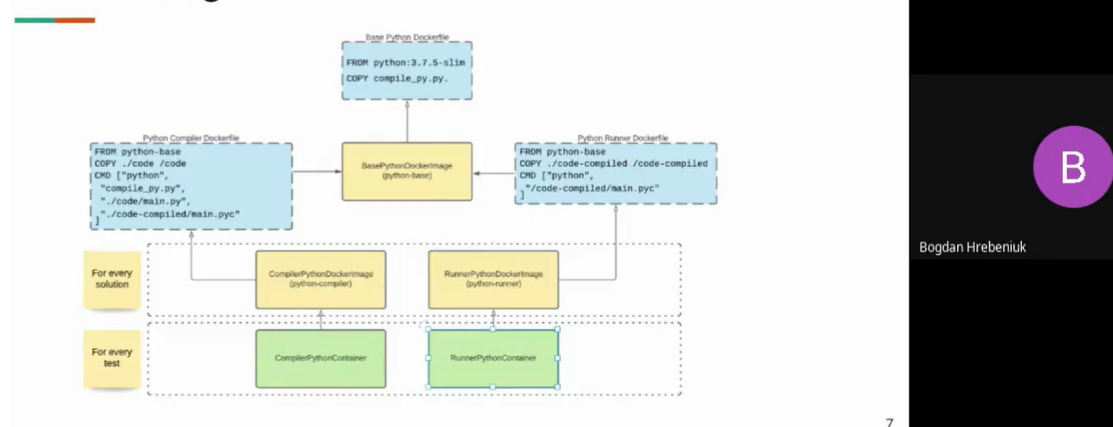 Base Python Dockerfile
FROM python:3.7.5-slim
COPY compile_py.py.
Python Compiler Dockerfile
FROM python-base
COPY ./code /code
CMD ["python",
"compile_py.py",
"./code/main.py",
"./code-compiled/main.pyc"
]
BasePythonDockerImage
(python-base)
Python Runner Dockerfile
FROM python-base
COPY ./code-compiled /code-compiled
CMD ["python",
"/code-compiled/main.pyc"
]
For every
solution
CompilerPythonDockerImage
(python-compiler)
RunnerPythonDockerImage
(python-runner)
For every
test
CompilerPythonContainer
RunnerPythonContainer
7
B
Bogdan Hrebeniuk